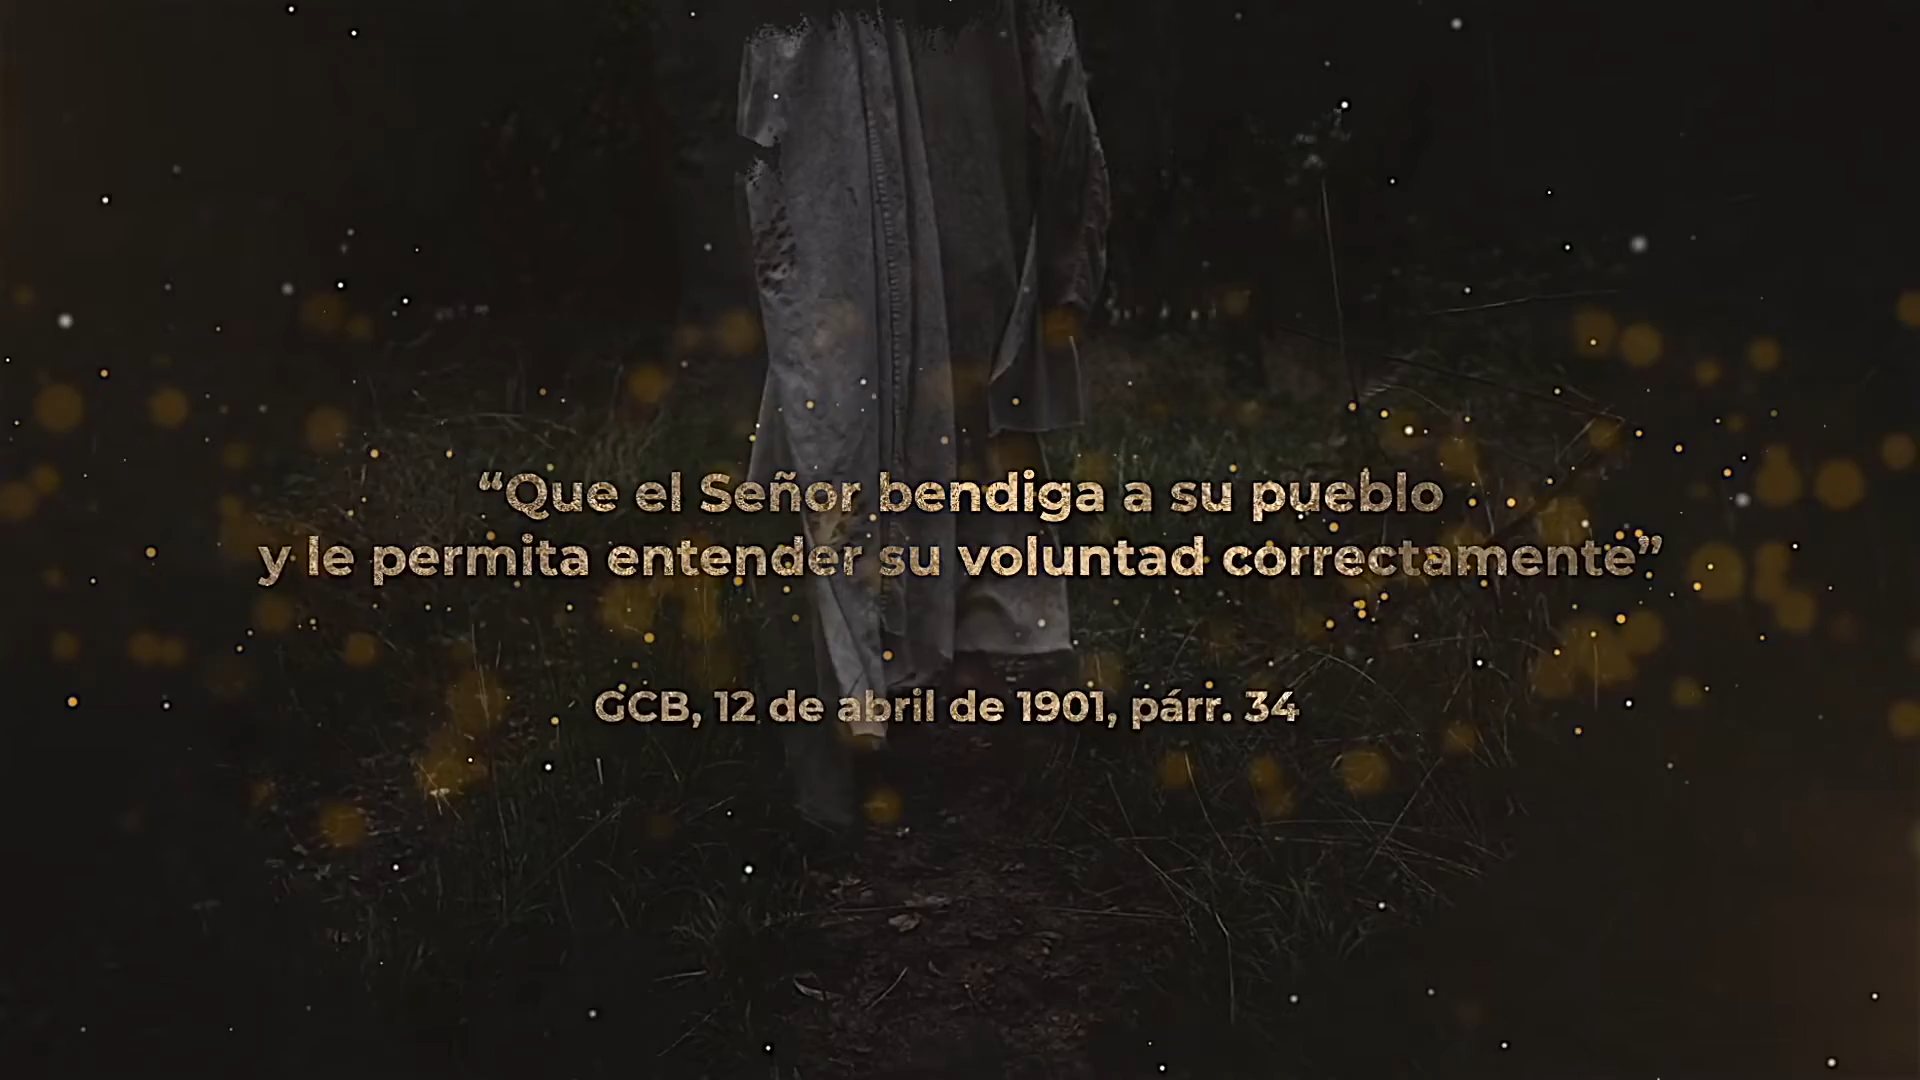 “Que el Señor bendiga a su pueblo
y le permita entender su voluntad correctamente”
GCB, 12 de abril de 1901, párr. 34